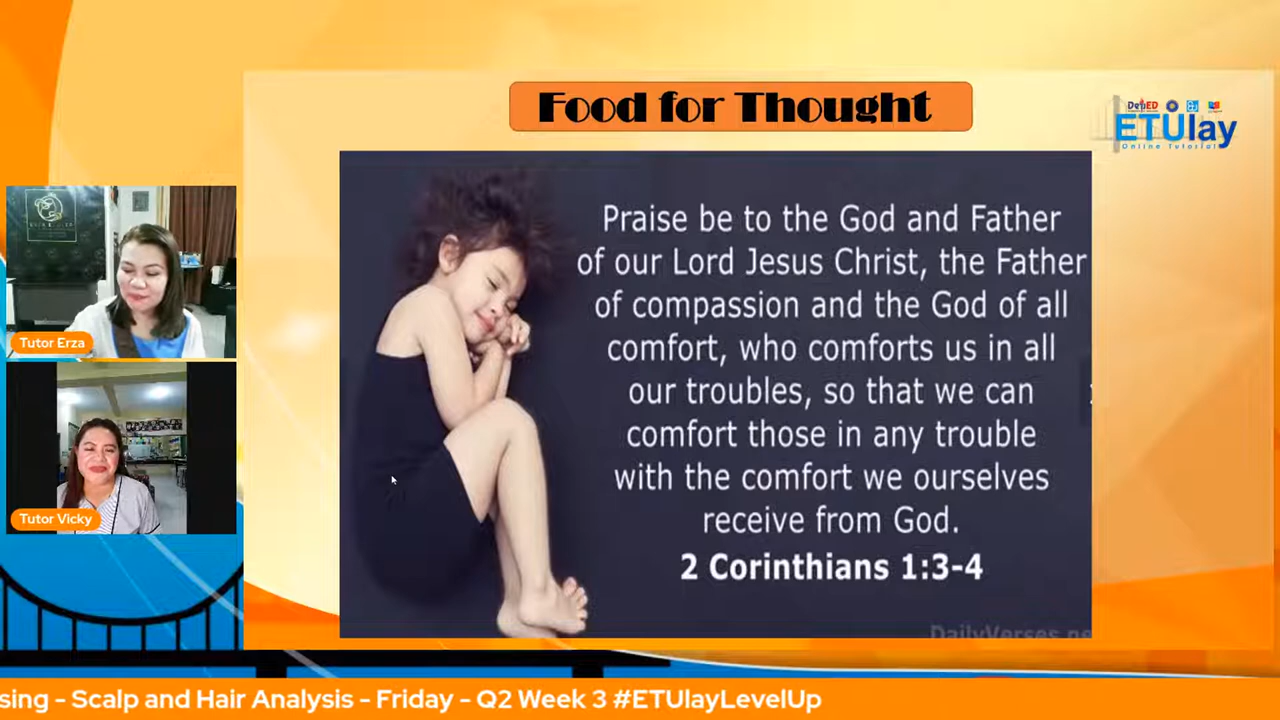 Food for Thought
DepED
ETUlay
Online Tutorial
Praise be to the God and Father
of our Lord Jesus Christ, the Father
of compassion and the God of all
comfort, who comforts us in all
our troubles, so that we can
comfort those in any trouble
with the comfort we ourselves
receive from God.
2 Corinthians 1:3-4
DailyVerses.ne
Tutor Erza
Tutor Vicky
sing - Scalp and Hair Analysis - Friday - Q2 Week 3 #ETUlayLevelUp